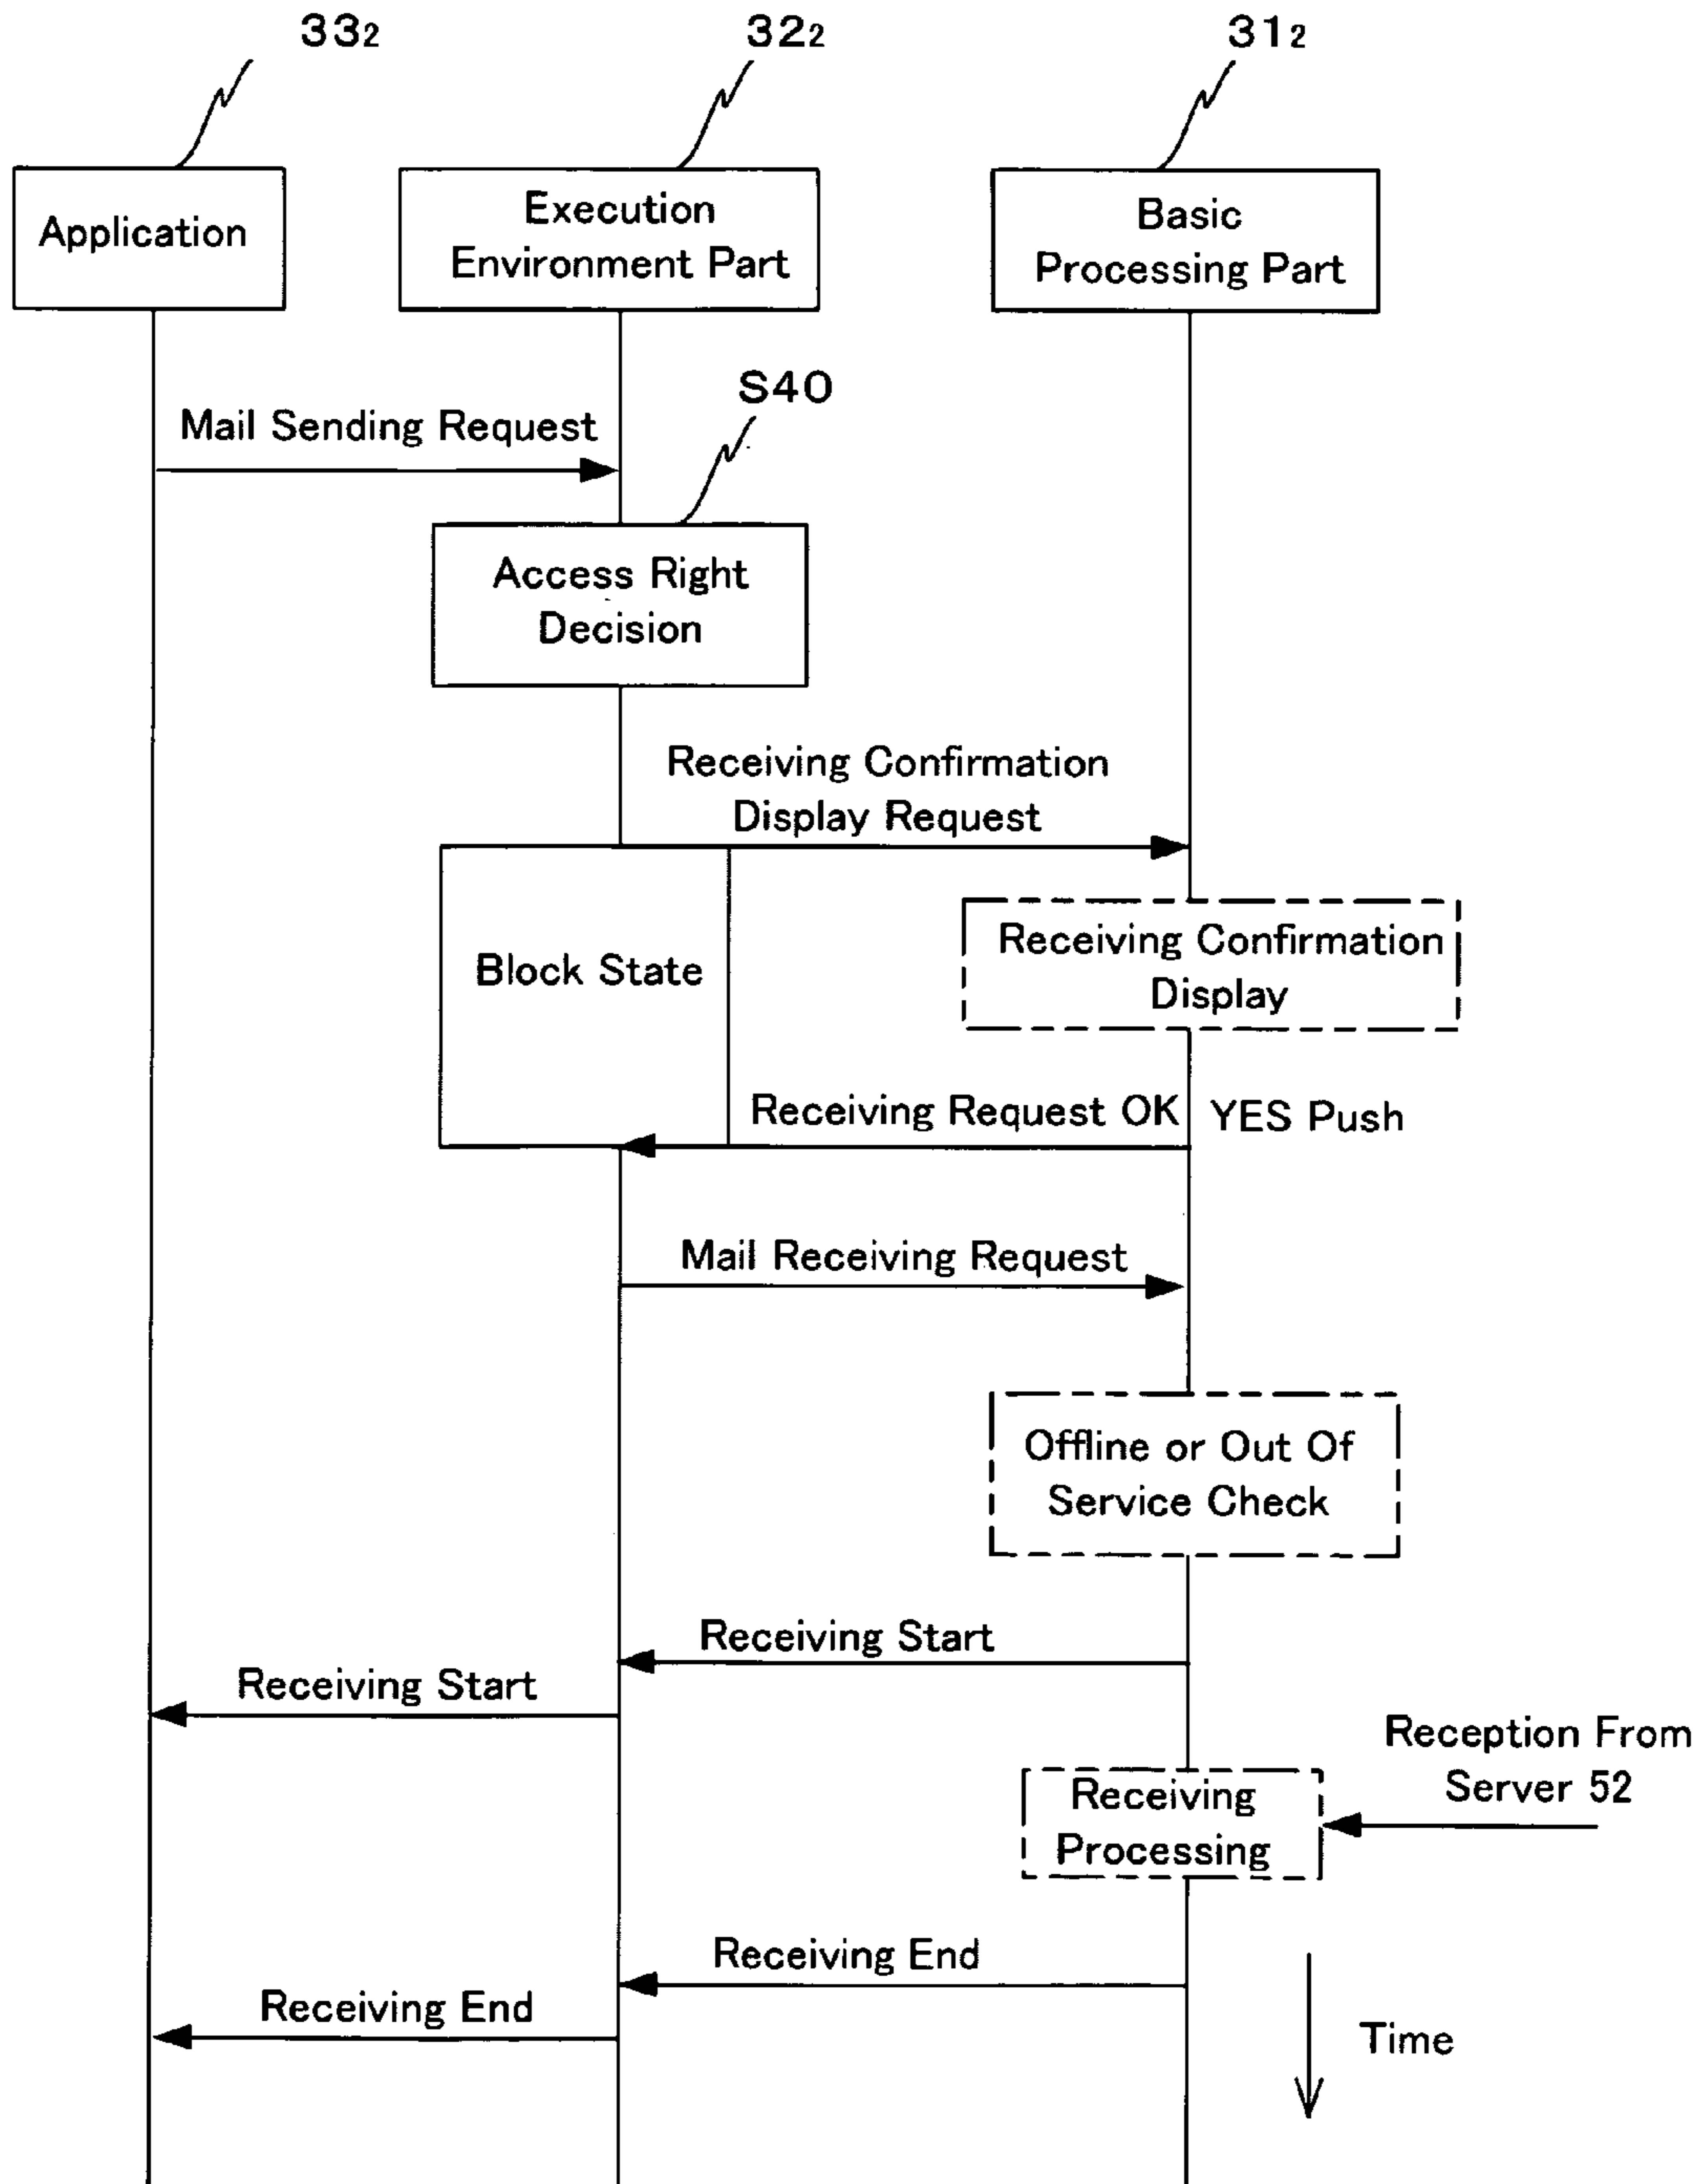 33₂
32₂
31₂
Application
Execution
Environment Part
Basic
Processing Part
S40
Mail Sending Request
Access Right
Decision
Receiving Confirmation
Display Request
Block State
Receiving Confirmation
Display
Receiving Request OK
YES Push
Mail Receiving Request
Offline or Out Of
Service Check
Receiving Start
Receiving Start
Reception From
Server 52
Receiving
Processing
Receiving End
Receiving End
Time